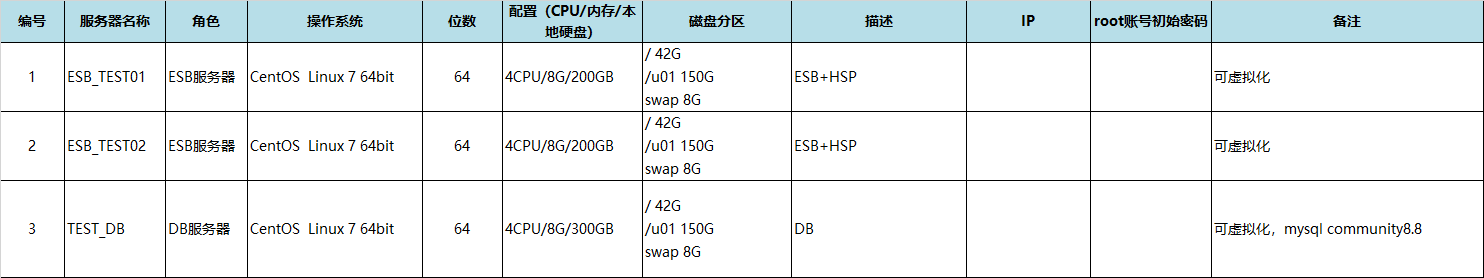 编号 服务器名称 角色 操作系统 位数 配置（CPU/内存/本地硬盘） 磁盘分区 描述 IP root账号初始密码 备注
1 ESB_TEST01 ESB服务器 CentOS  Linux 7 64bit 64 4CPU/8G/200GB / 42G
/u01 150G
swap 8G ESB+HSP 可虚拟化
2 ESB_TEST02 ESB服务器 CentOS  Linux 7 64bit 64 4CPU/8G/200GB / 42G
/u01 150G
swap 8G ESB+HSP 可虚拟化
3 TEST_DB DB服务器 CentOS  Linux 7 64bit 64 4CPU/8G/300GB / 42G
/u01 150G
swap 8G DB 可虚拟化，mysql community8.8